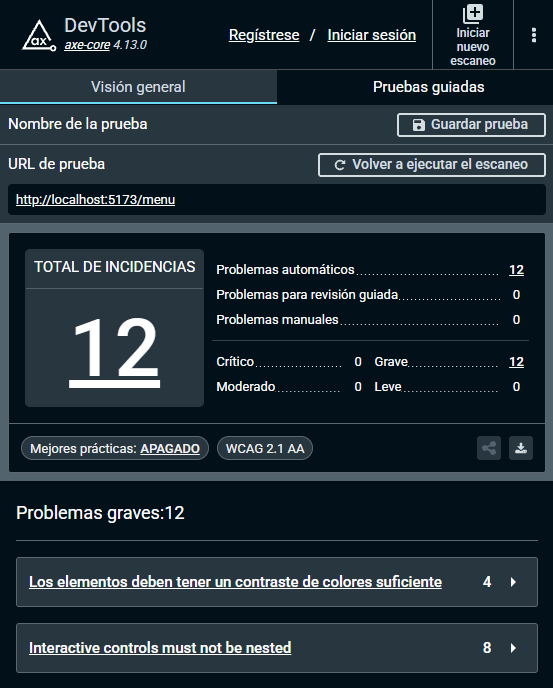 DevTools
ax
axe-core 4.13.0
Regístrese / Iniciar sesión
Iniciar
nuevo
escaneo
Visión general
Pruebas guiadas
Nombre de la prueba
Guardar prueba
URL de prueba
Volver a ejecutar el escaneo
http://localhost:5173/menu
TOTAL DE INCIDENCIAS
12
Problemas automáticos 12
Problemas para revisión guiada 0
Problemas manuales 0
Crítico 0 Grave 12
Moderado 0 Leve 0
Mejores prácticas: APAGADO
WCAG 2.1 AA
Problemas graves:12
Los elementos deben tener un contraste de colores suficiente 4
Interactive controls must not be nested 8